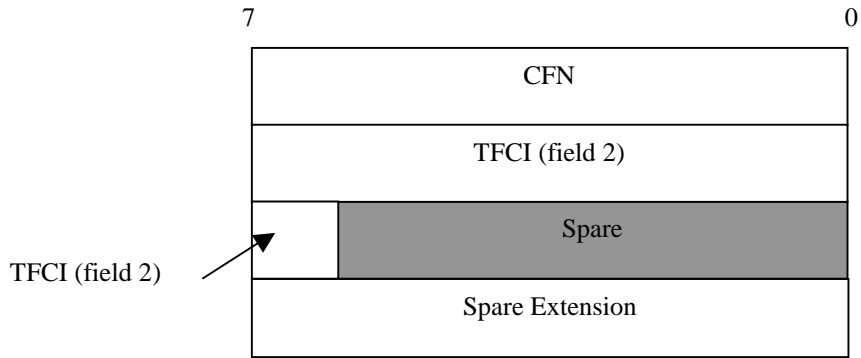 7 0
CFN
TFCI (field 2)
Spare
TFCI (field 2)
Spare Extension